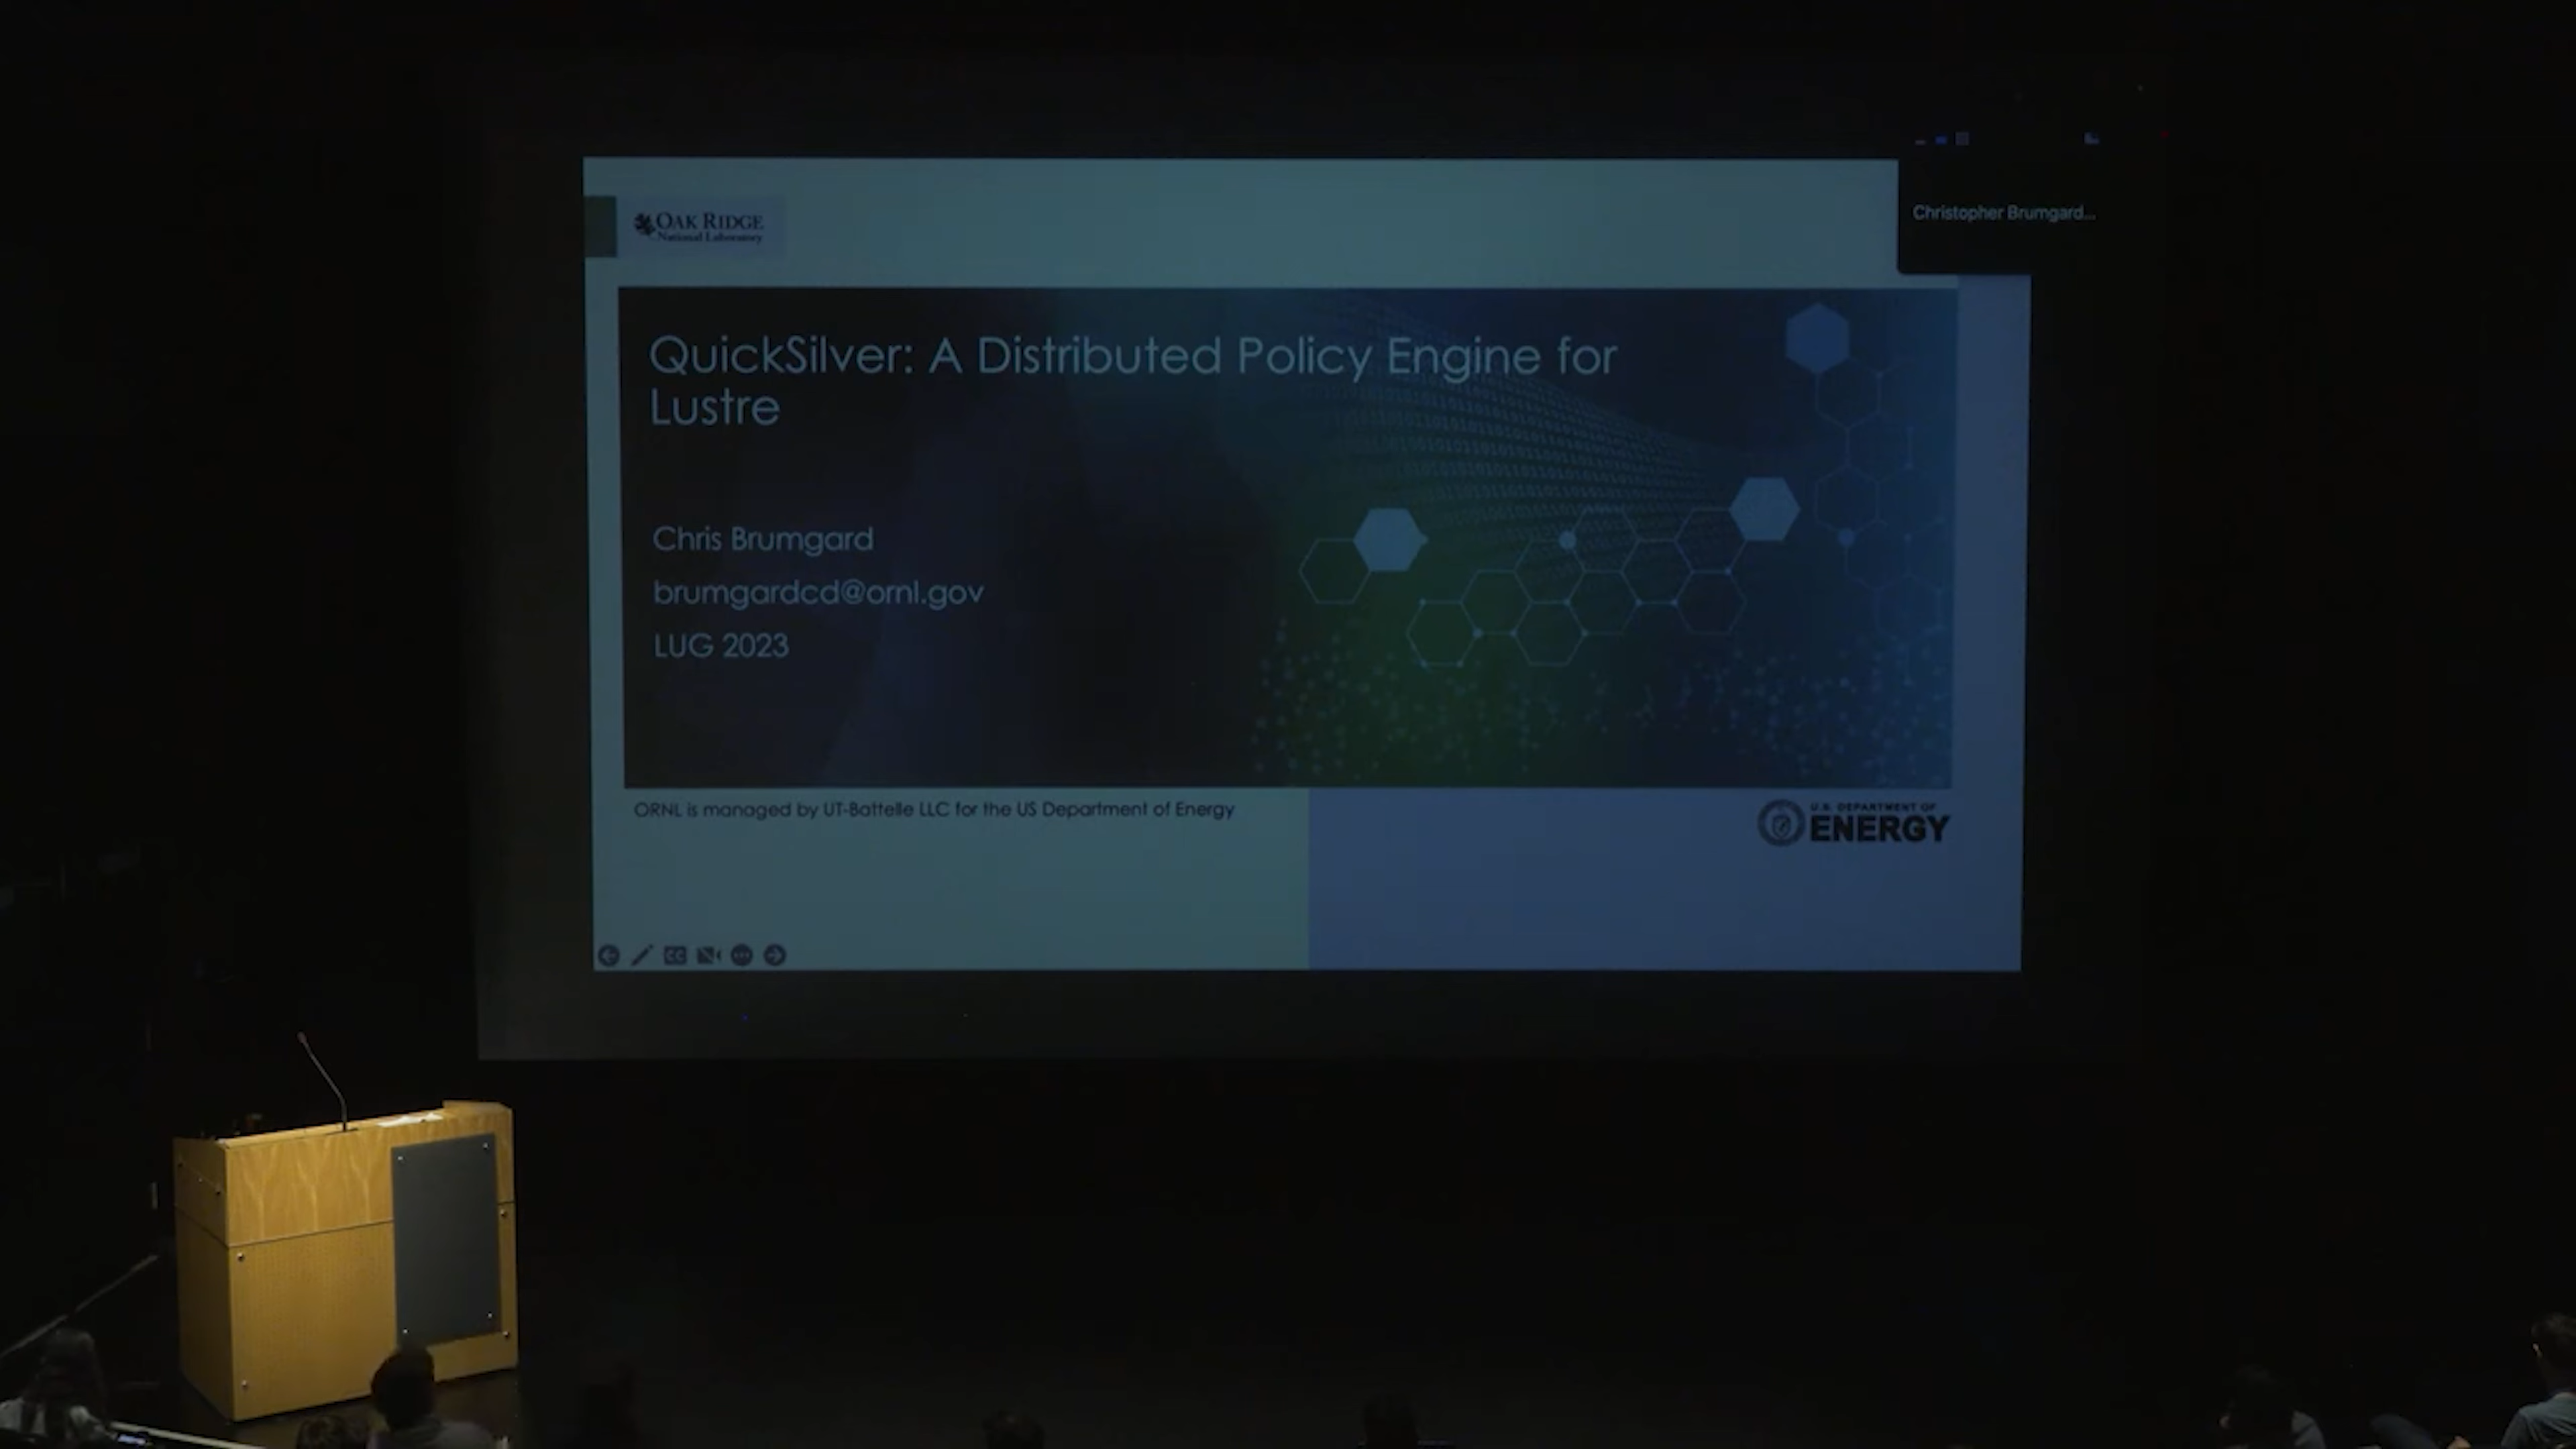 OAK RIDGE
National Laboratory
Christopher Brumgard...
QuickSilver: A Distributed Policy Engine for
Lustre
Chris Brumgard
brumgardcd@ornl.gov
LUG 2023
ORNL is managed by UT-Battelle LLC for the US Department of Energy
U.S. DEPARTMENT OF
ENERGY
CC